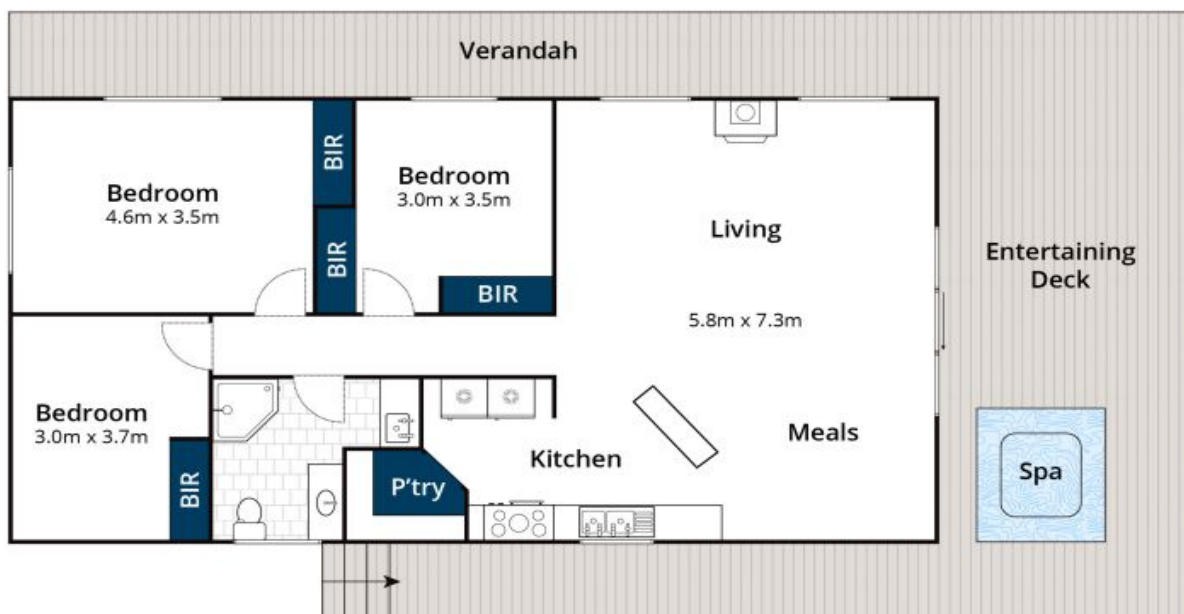 Verandah
Bedroom
4.6m x 3.5m
BIR
BIR
Bedroom
3.0m x 3.5m
BIR
Living
5.8m x 7.3m
Entertaining
Deck
Bedroom
3.0m x 3.7m
BIR
P'try
Kitchen
Meals
Spa